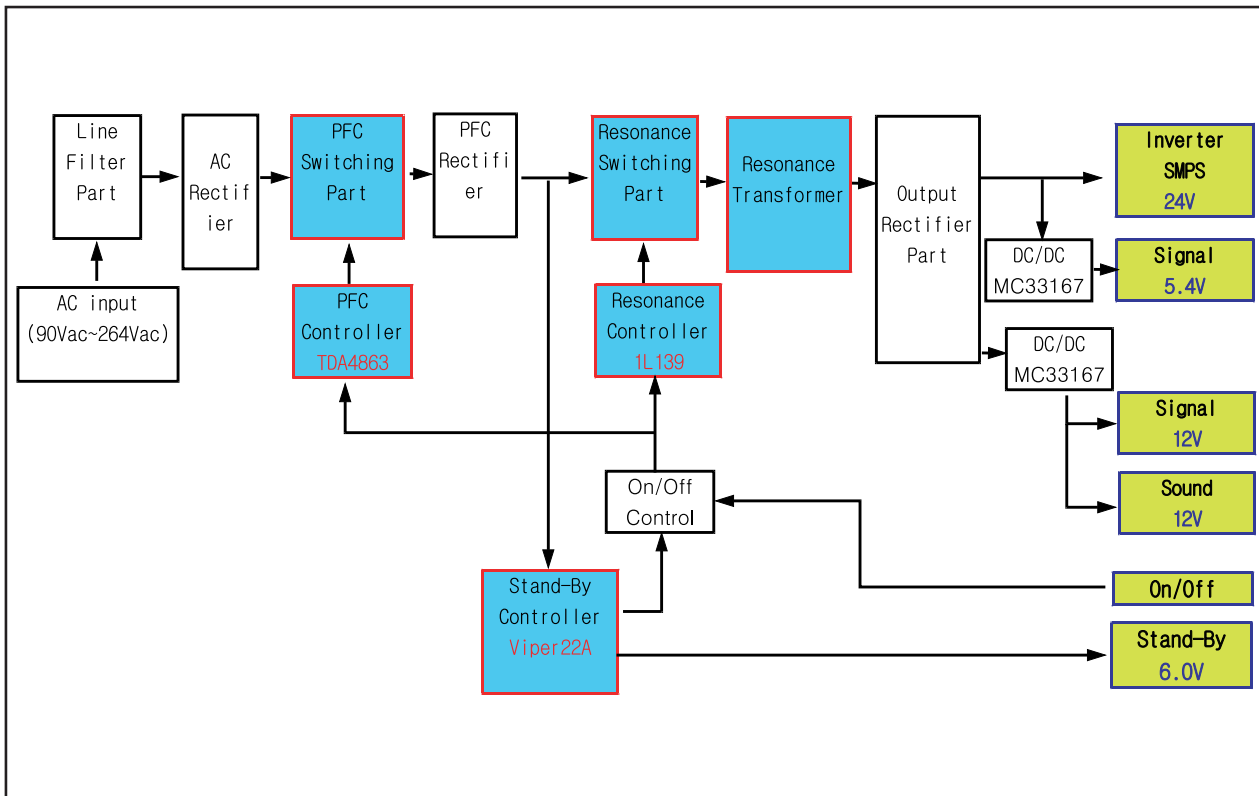 Line
Filter
Part
AC
Rectif
ier
PFC
Switching
Part
PFC
Rectifi
er
Resonance
Switching
Part
Resonance
Transformer
Output
Rectifier
Part
Inverter
SMPS
24V
DC/DC
MC33167
Signal
5.4V
AC input
(90Vac~264Vac)
PFC
Controller
TDA4863
Resonance
Controller
1L139
DC/DC
MC33167
Signal
12V
Sound
12V
On/Off
Control
On/Off
Stand-By
Controller
Viper22A
Stand-By
6.0V